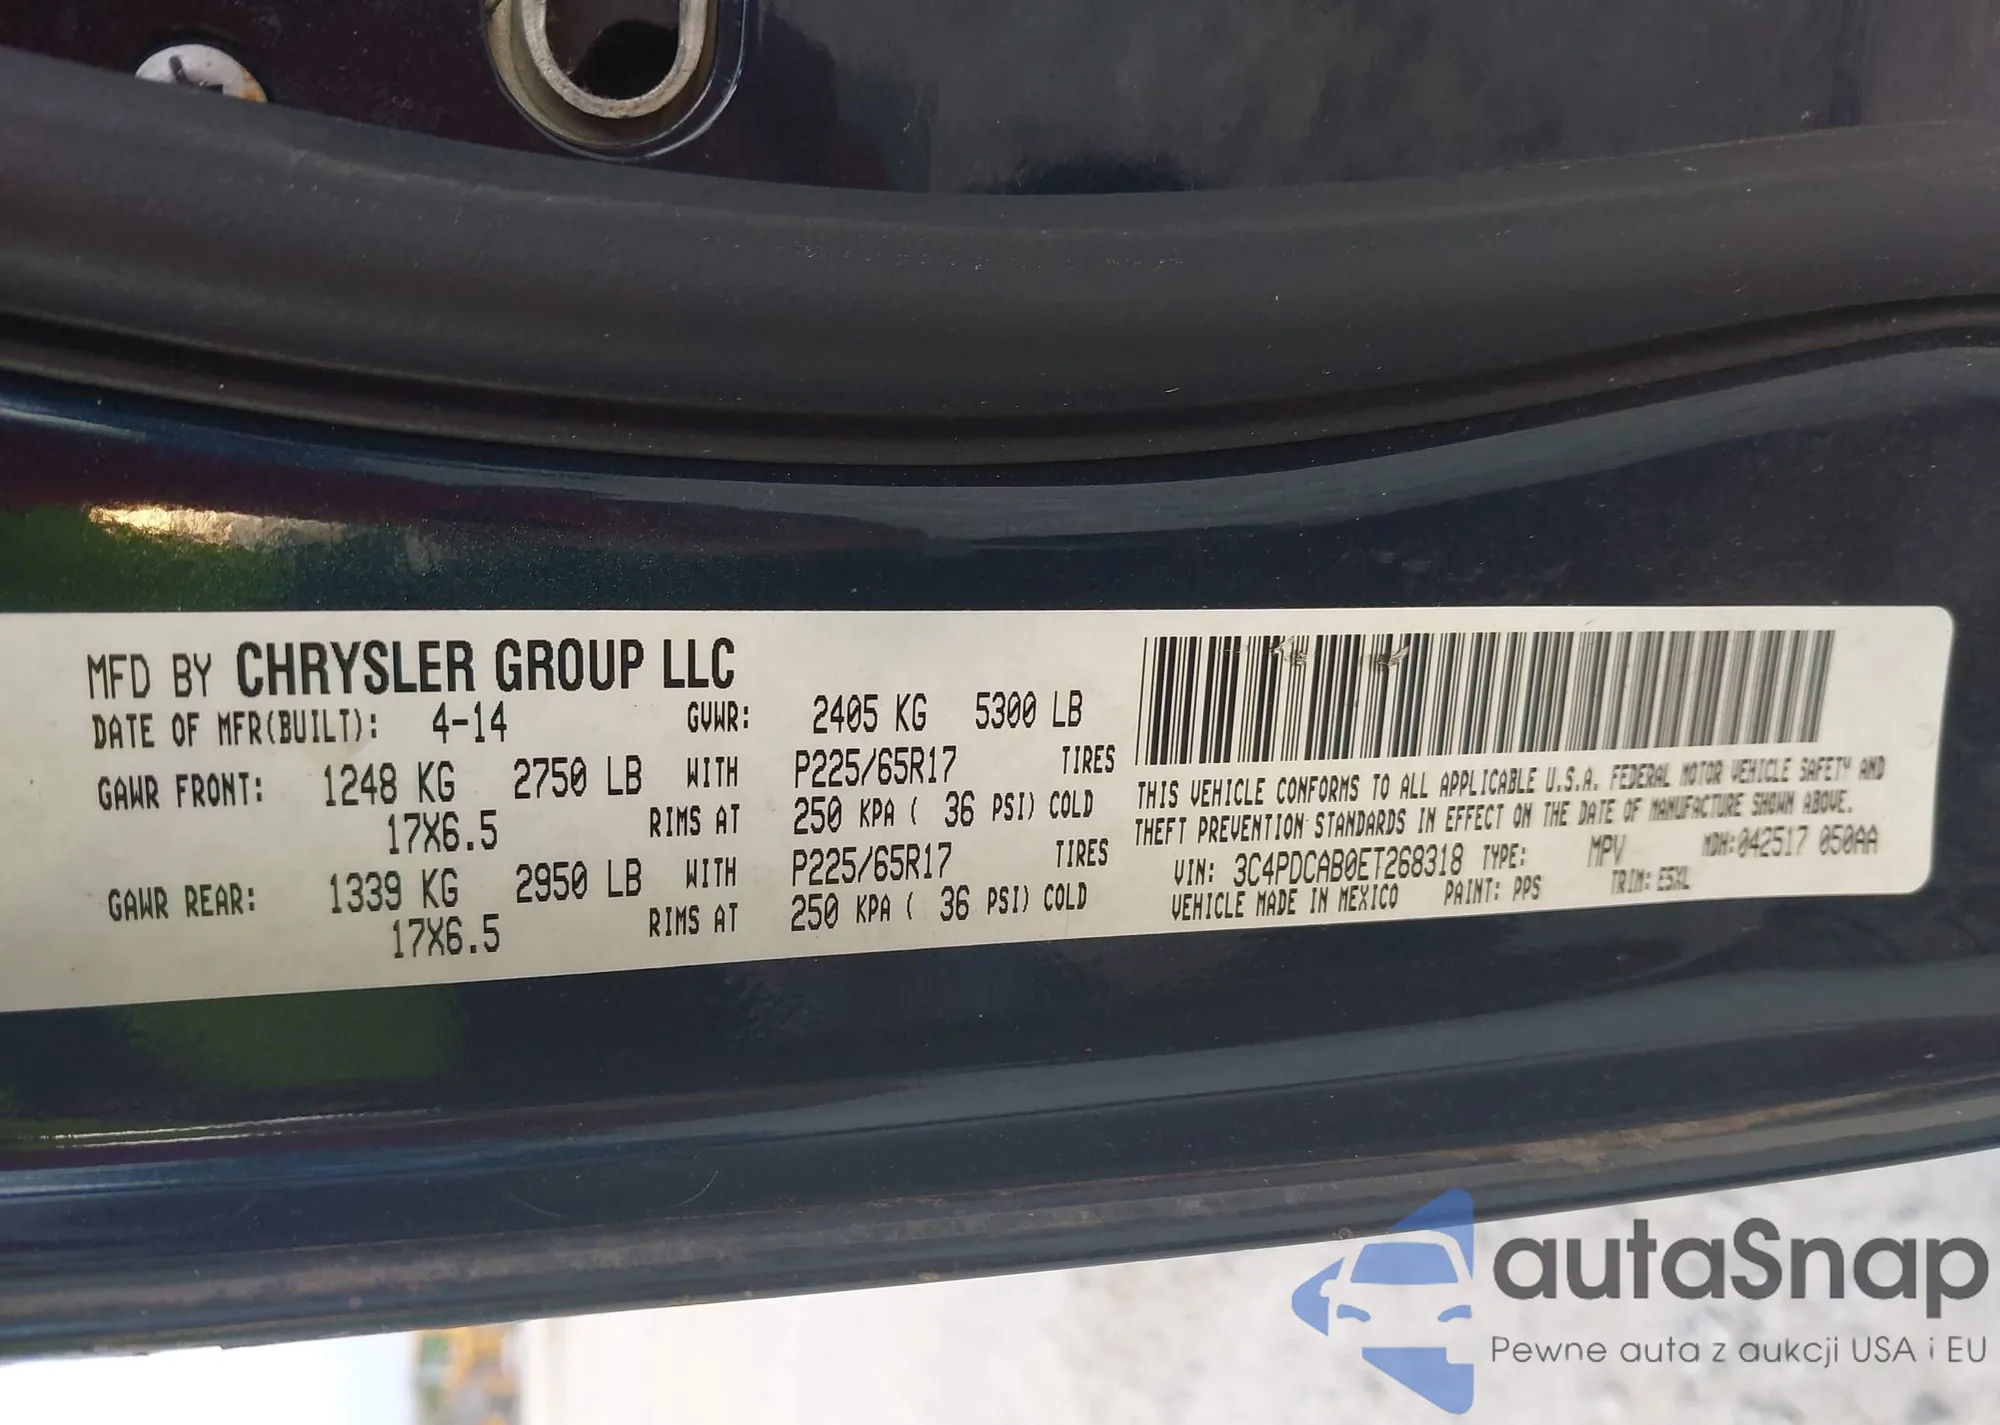 MFD BY CHRYSLER GROUP LLC
DATE OF MFR(BUILT): 4-14 GVWR: 2405 KG 5300 LB
GAWR FRONT: 1248 KG 2750 LB WITH P225/65R17 TIRES
17X6.5 RIMS AT 250 KPA ( 36 PSI) COLD
GAWR REAR: 1339 KG 2950 LB WITH P225/65R17 TIRES
17X6.5 RIMS AT 250 KPA ( 36 PSI) COLD
THIS VEHICLE CONFORMS TO ALL APPLICABLE U.S.A. FEDERAL MOTOR VEHICLE SAFETY AND
THEFT PREVENTION STANDARDS IN EFFECT ON THE DATE OF MANUFACTURE SHOWN ABOVE.
VIN: 3C4PDCAB0ET268318 TYPE: MPV MDH:042517 050AA
VEHICLE MADE IN MEXICO PAINT: PPS TRIM: E5XL
autaSnap
Pewne auta z aukcji USA i EU